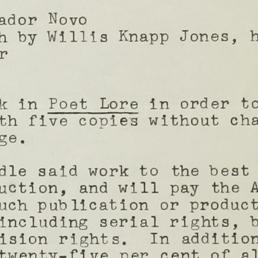 ador Novo
h by Willis Knapp Jones, h
r
k in Poet Lore in order to
th five copies without cha
ge.
dle said work to the best
uction, and will pay the A
uch publication or product
including serial rights, b
ision rights. In addition
twenty-five per cent of al